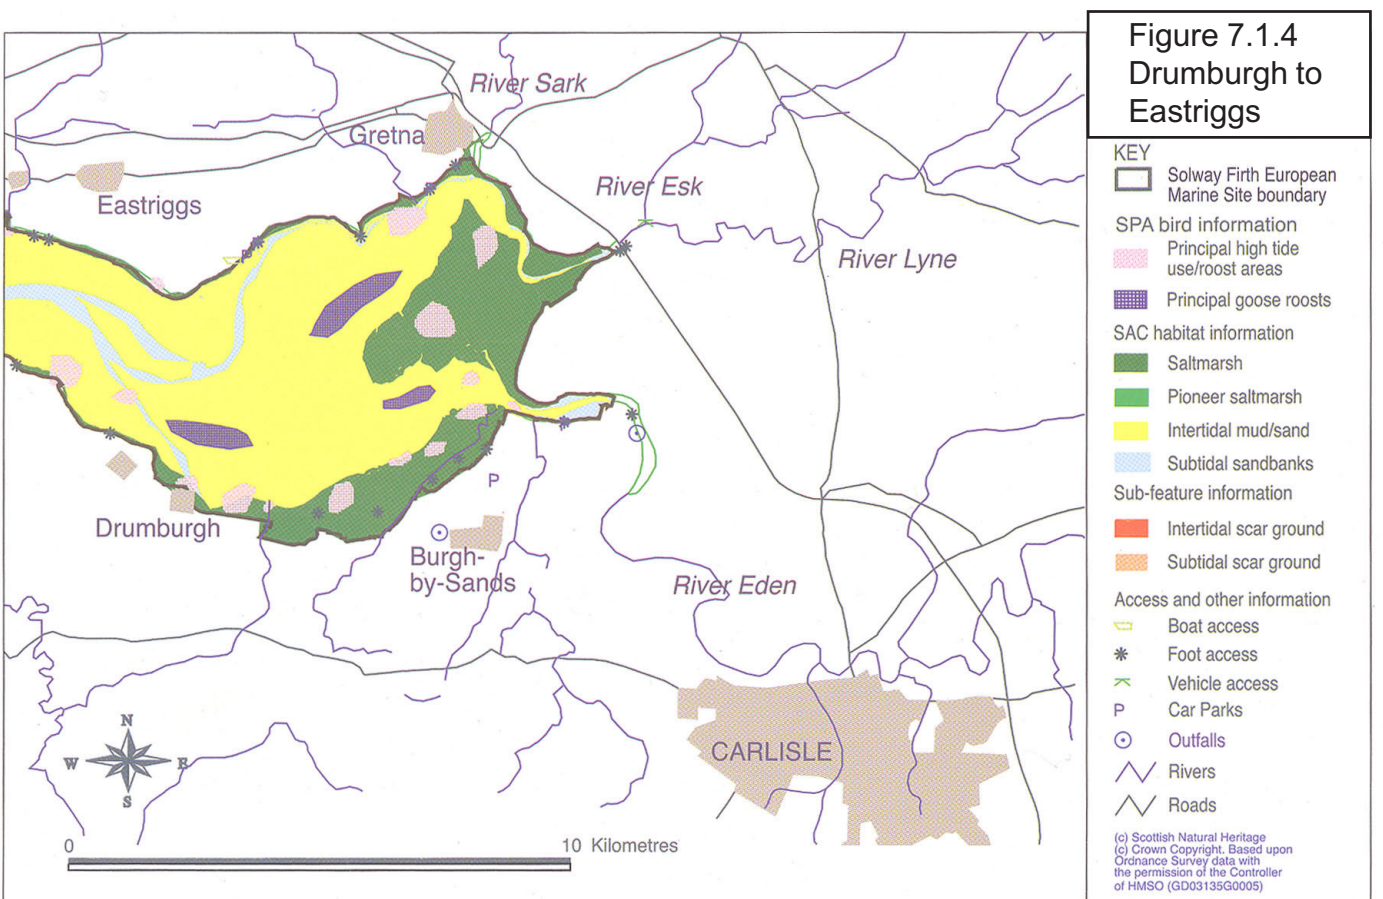 Figure 7.1.4
Drumburgh to
Eastriggs
KEY
Solway Firth European
Marine Site boundary
SPA bird information
Principal high tide
use/roost areas
Principal goose roosts
SAC habitat information
Saltmarsh
Pioneer saltmarsh
Intertidal mud/sand
Subtidal sandbanks
Sub-feature information
Intertidal scar ground
Subtidal scar ground
Access and other information
Boat access
Foot access
Vehicle access
P Car Parks
Outfalls
Rivers
Roads
(c) Scottish Natural Heritage
(c) Crown Copyright. Based upon
Ordnance Survey data with
the permission of the Controller
of HMSO (GD03135G0005)
River Sark
Gretna
River Esk
Eastriggs
River Lyne
P
P
Drumburgh
Burgh-
by-Sands
River Eden
CARLISLE
N
W E
S
0 10 Kilometres